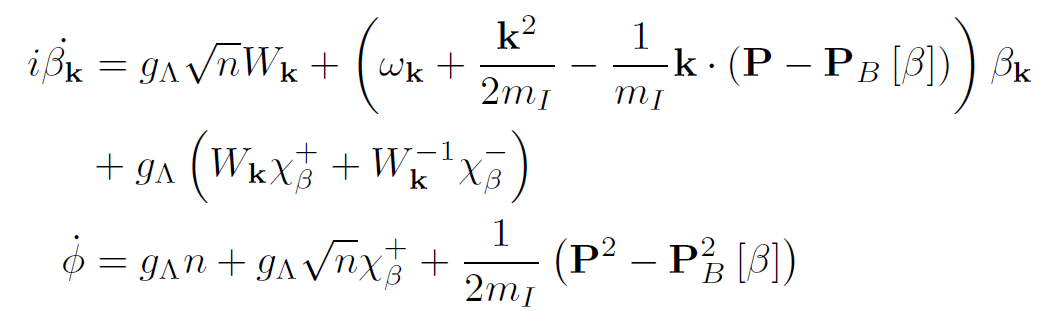 i\dot{\beta}_{\mathbf{k}} = g_{\Lambda}\sqrt{n}W_{\mathbf{k}} + \left( \omega_{\mathbf{k}} + \frac{\mathbf{k}^2}{2m_I} - \frac{1}{m_I}\mathbf{k} \cdot (\mathbf{P} - \mathbf{P}_B [\beta]) \right) \beta_{\mathbf{k}}
+ g_{\Lambda} \left( W_{\mathbf{k}}\chi_{\beta}^{+} + W_{\mathbf{k}}^{-1}\chi_{\beta}^{-} \right)
\dot{\phi} = g_{\Lambda}n + g_{\Lambda}\sqrt{n}\chi_{\beta}^{+} + \frac{1}{2m_I} \left( \mathbf{P}^2 - \mathbf{P}_B^2 [\beta] \right)